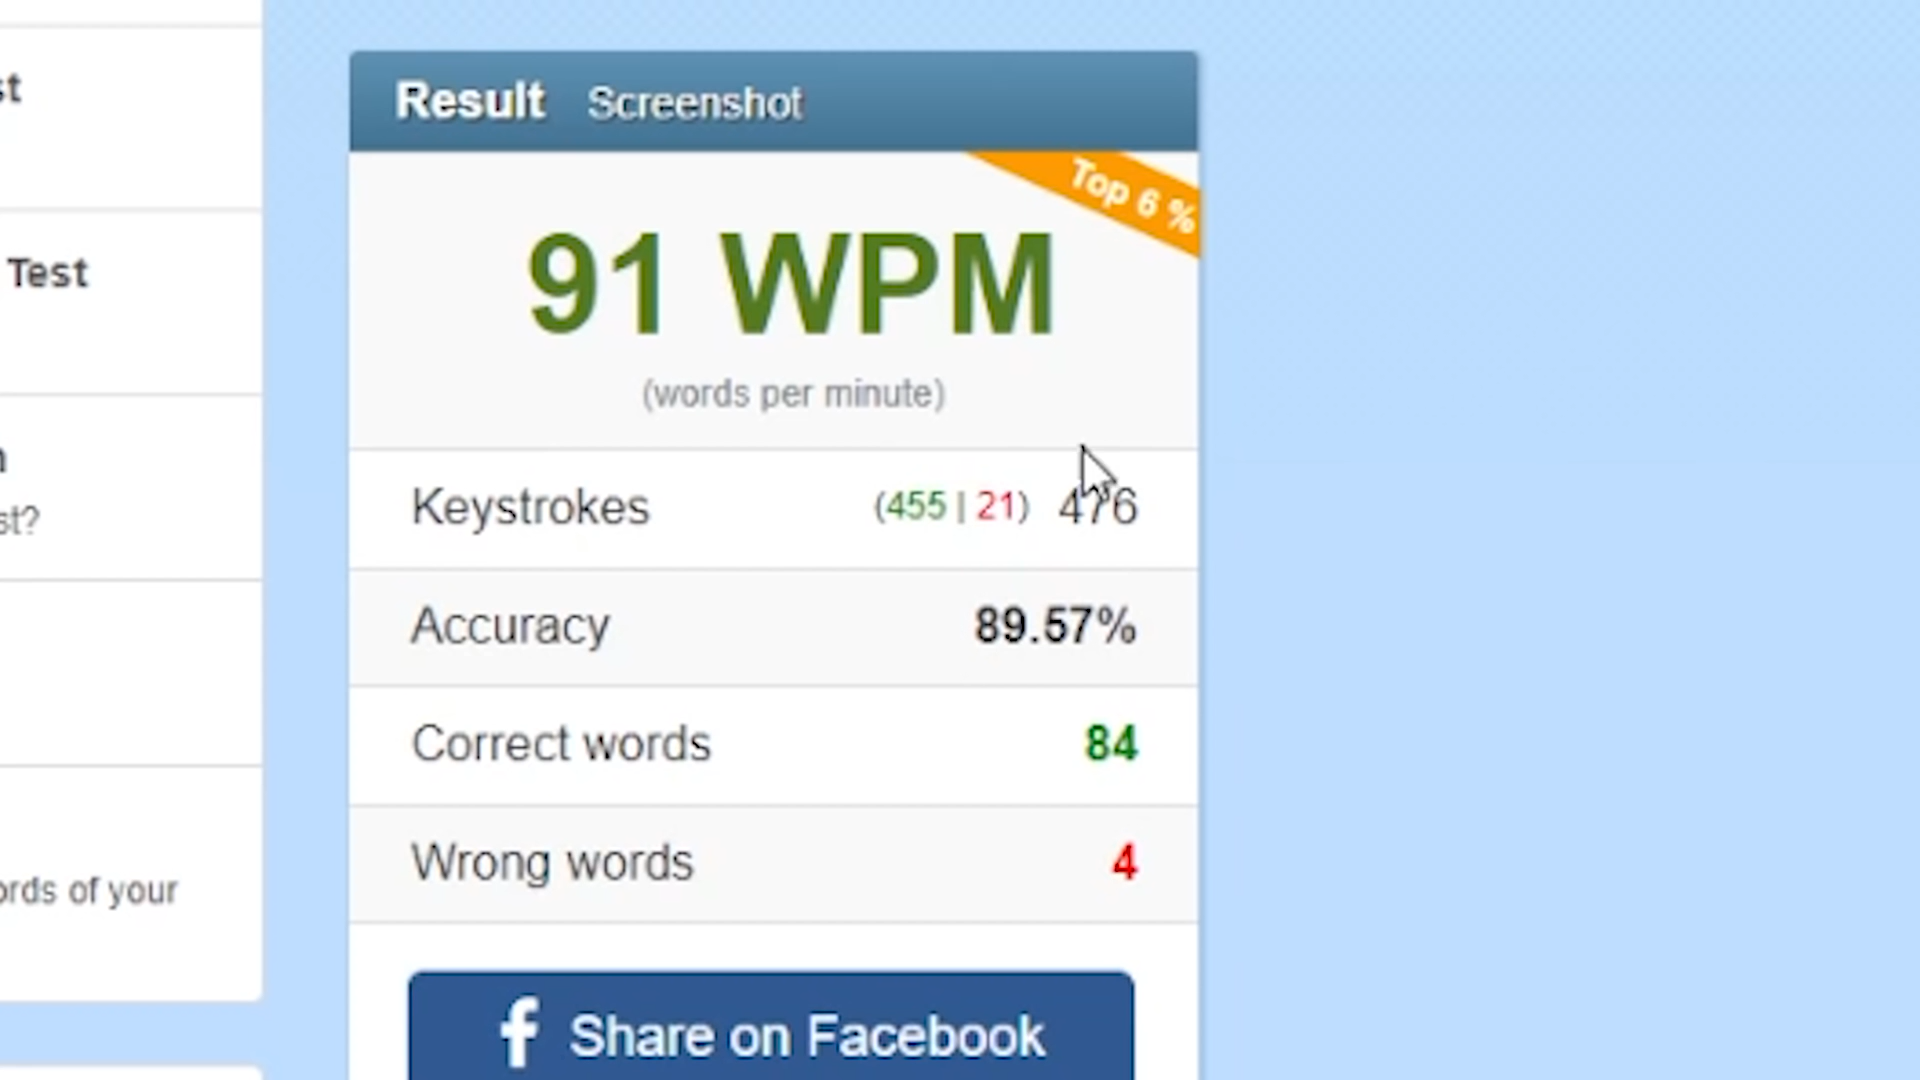 st
Test
st?
ords of your
Result Screenshot
Top 6 %
91 WPM
(words per minute)
Keystrokes (455 | 21) 476
Accuracy 89.57%
Correct words 84
Wrong words 4
f Share on Facebook